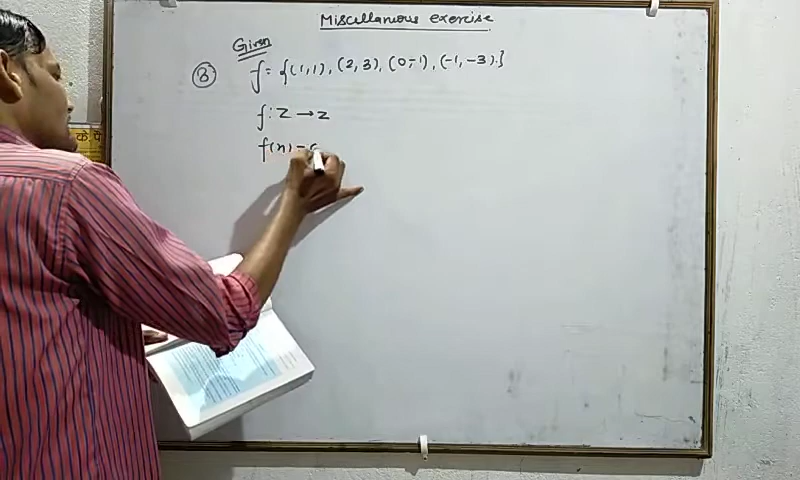 Miscellaneous exercise
Given
8 f = {(1,1), (2,3), (0,-1), (-1,-3).}
f: Z → Z
f(x) =